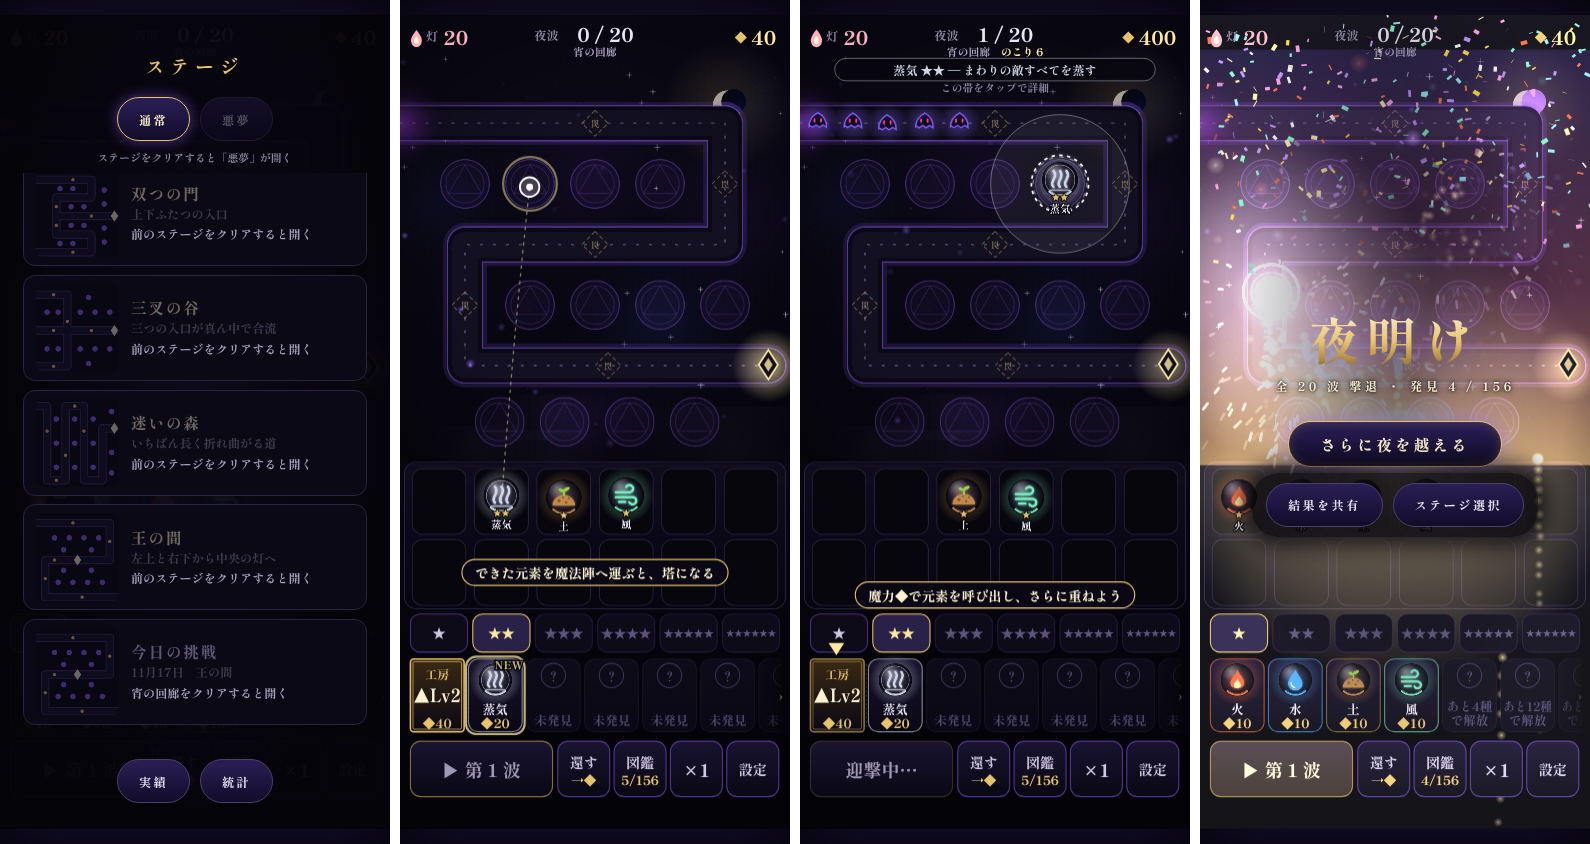 ステージ
通常
悪夢
ステージをクリアすると「悪夢」が開く
双つの門
上下ふたつの入口
前のステージをクリアすると開く
三叉の谷
三つの入口が真ん中で合流
前のステージをクリアすると開く
迷いの森
いちばん長く折れ曲がる道
前のステージをクリアすると開く
王の間
左上と右下から中央の灯へ
前のステージをクリアすると開く
今日の挑戦
11月17日 王の間
宵の回廊をクリアすると開く
実績
統計
灯 20
夜波 0/20
◆40
宵の回廊
罠
罠
罠
罠
罠
蒸気
土
風
できた元素を魔法陣へ運ぶと、塔になる
★
★★
★★★
★★★★
★★★★★
★★★★★★
工房
▲Lv2
◆40
NEW
蒸気
◆20
?
未発見
?
未発見
?
未発見
?
未発見
▶ 第1波
還す
→◆
図鑑
5/156
×1
設定
灯 20
夜波 1/20
◆400
宵の回廊 のこり6
蒸気 ★★ — まわりの敵すべてを蒸す
この帯をタップで詳細
罠
罠
罠
罠
罠
蒸気
土
風
魔力◆で元素を呼び出し、さらに重ねよう
★
★★
★★★
★★★★
★★★★★
★★★★★★
工房
▲Lv2
◆40
蒸気
◆20
?
未発見
?
未発見
?
未発見
?
未発見
迎撃中…
還す
→◆
図鑑
5/156
×1
設定
灯 20
夜波 0/20
◆40
宵の回廊
夜明け
全 20 波 撃退 ・ 発見 4 / 156
さらに夜を越える
結果を共有
ステージ選択
火
★
★★
★★★
★★★★
★★★★★
★★★★★★
火
◆10
水
◆10
土
◆10
風
◆10
?
あと4種
で解放
?
あと12種
で解放
▶ 第1波
還す
→◆
図鑑
4/156
×1
設定